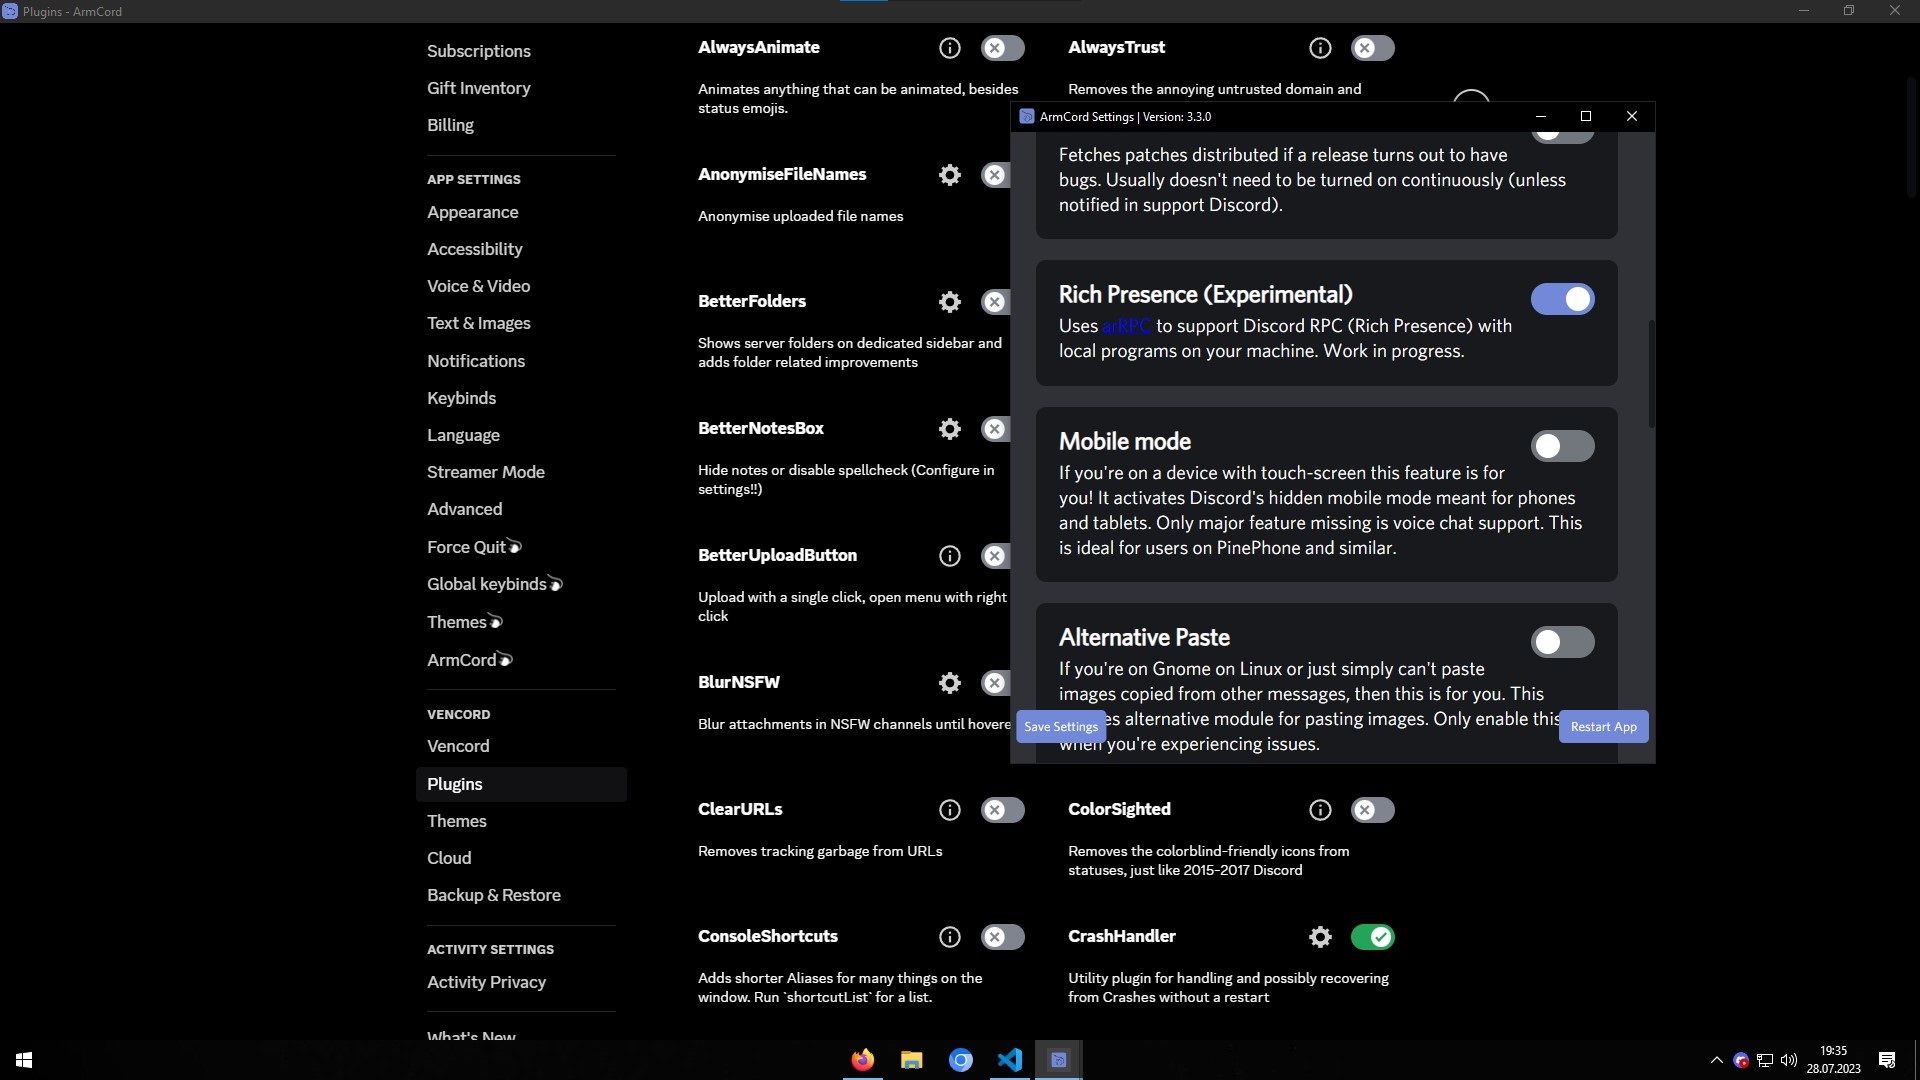 Plugins - ArmCord
Subscriptions
Gift Inventory
Billing
APP SETTINGS
Appearance
Accessibility
Voice & Video
Text & Images
Notifications
Keybinds
Language
Streamer Mode
Advanced
Force Quit
Global keybinds
Themes
ArmCord
VENCORD
Vencord
Plugins
Themes
Cloud
Backup & Restore
ACTIVITY SETTINGS
Activity Privacy
What's New
AlwaysAnimate
Animates anything that can be animated, besides
status emojis.
AlwaysTrust
Removes the annoying untrusted domain and
AnonymiseFileNames
Anonymise uploaded file names
BetterFolders
Shows server folders on dedicated sidebar and
adds folder related improvements
BetterNotesBox
Hide notes or disable spellcheck (Configure in
settings!!)
BetterUploadButton
Upload with a single click, open menu with right
click
BlurNSFW
Blur attachments in NSFW channels until hovere
ClearURLs
Removes tracking garbage from URLs
ColorSighted
Removes the colorblind-friendly icons from
statuses, just like 2015-2017 Discord
ConsoleShortcuts
Adds shorter Aliases for many things on the
window. Run `shortcutList` for a list.
CrashHandler
Utility plugin for handling and possibly recovering
from Crashes without a restart
ArmCord Settings | Version: 3.3.0
Fetches patches distributed if a release turns out to have
bugs. Usually doesn't need to be turned on continuously (unless
notified in support Discord).
Rich Presence (Experimental)
Uses arRPC to support Discord RPC (Rich Presence) with
local programs on your machine. Work in progress.
Mobile mode
If you're on a device with touch-screen this feature is for
you! It activates Discord's hidden mobile mode meant for phones
and tablets. Only major feature missing is voice chat support. This
is ideal for users on PinePhone and similar.
Alternative Paste
If you're on Gnome on Linux or just simply can't paste
images copied from other messages, then this is for you. This
es alternative module for pasting images. Only enable this
when you're experiencing issues.
Save Settings
Restart App
19:35
28.07.2023